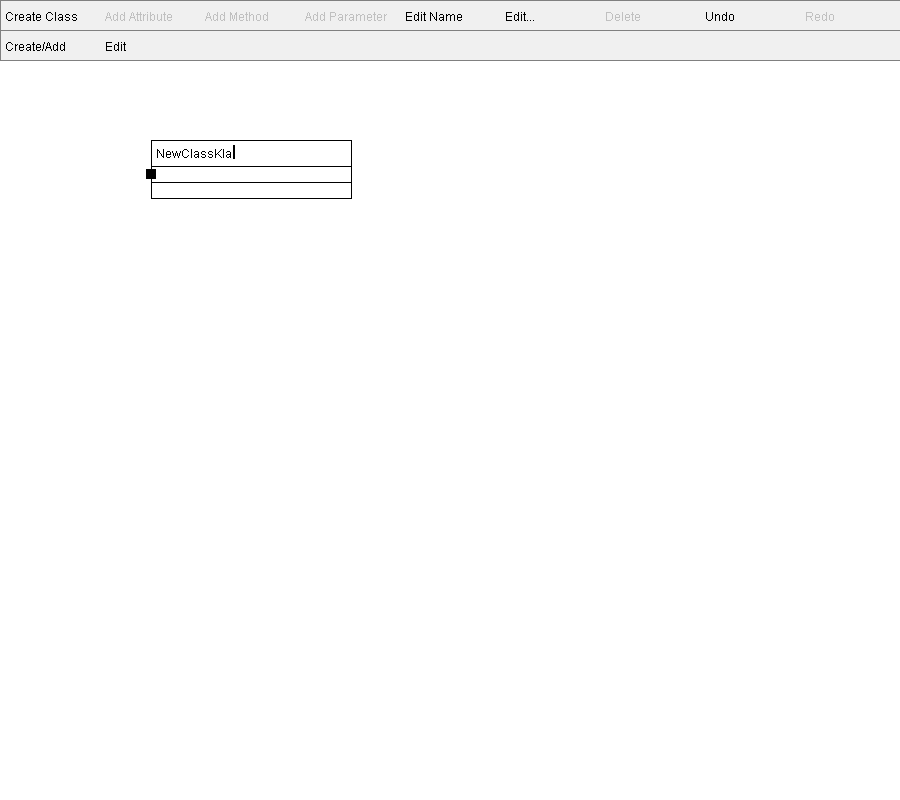 Create Class Add Attribute Add Method Add Parameter Edit Name Edit... Delete Undo Redo
Create/Add Edit
NewClassKla